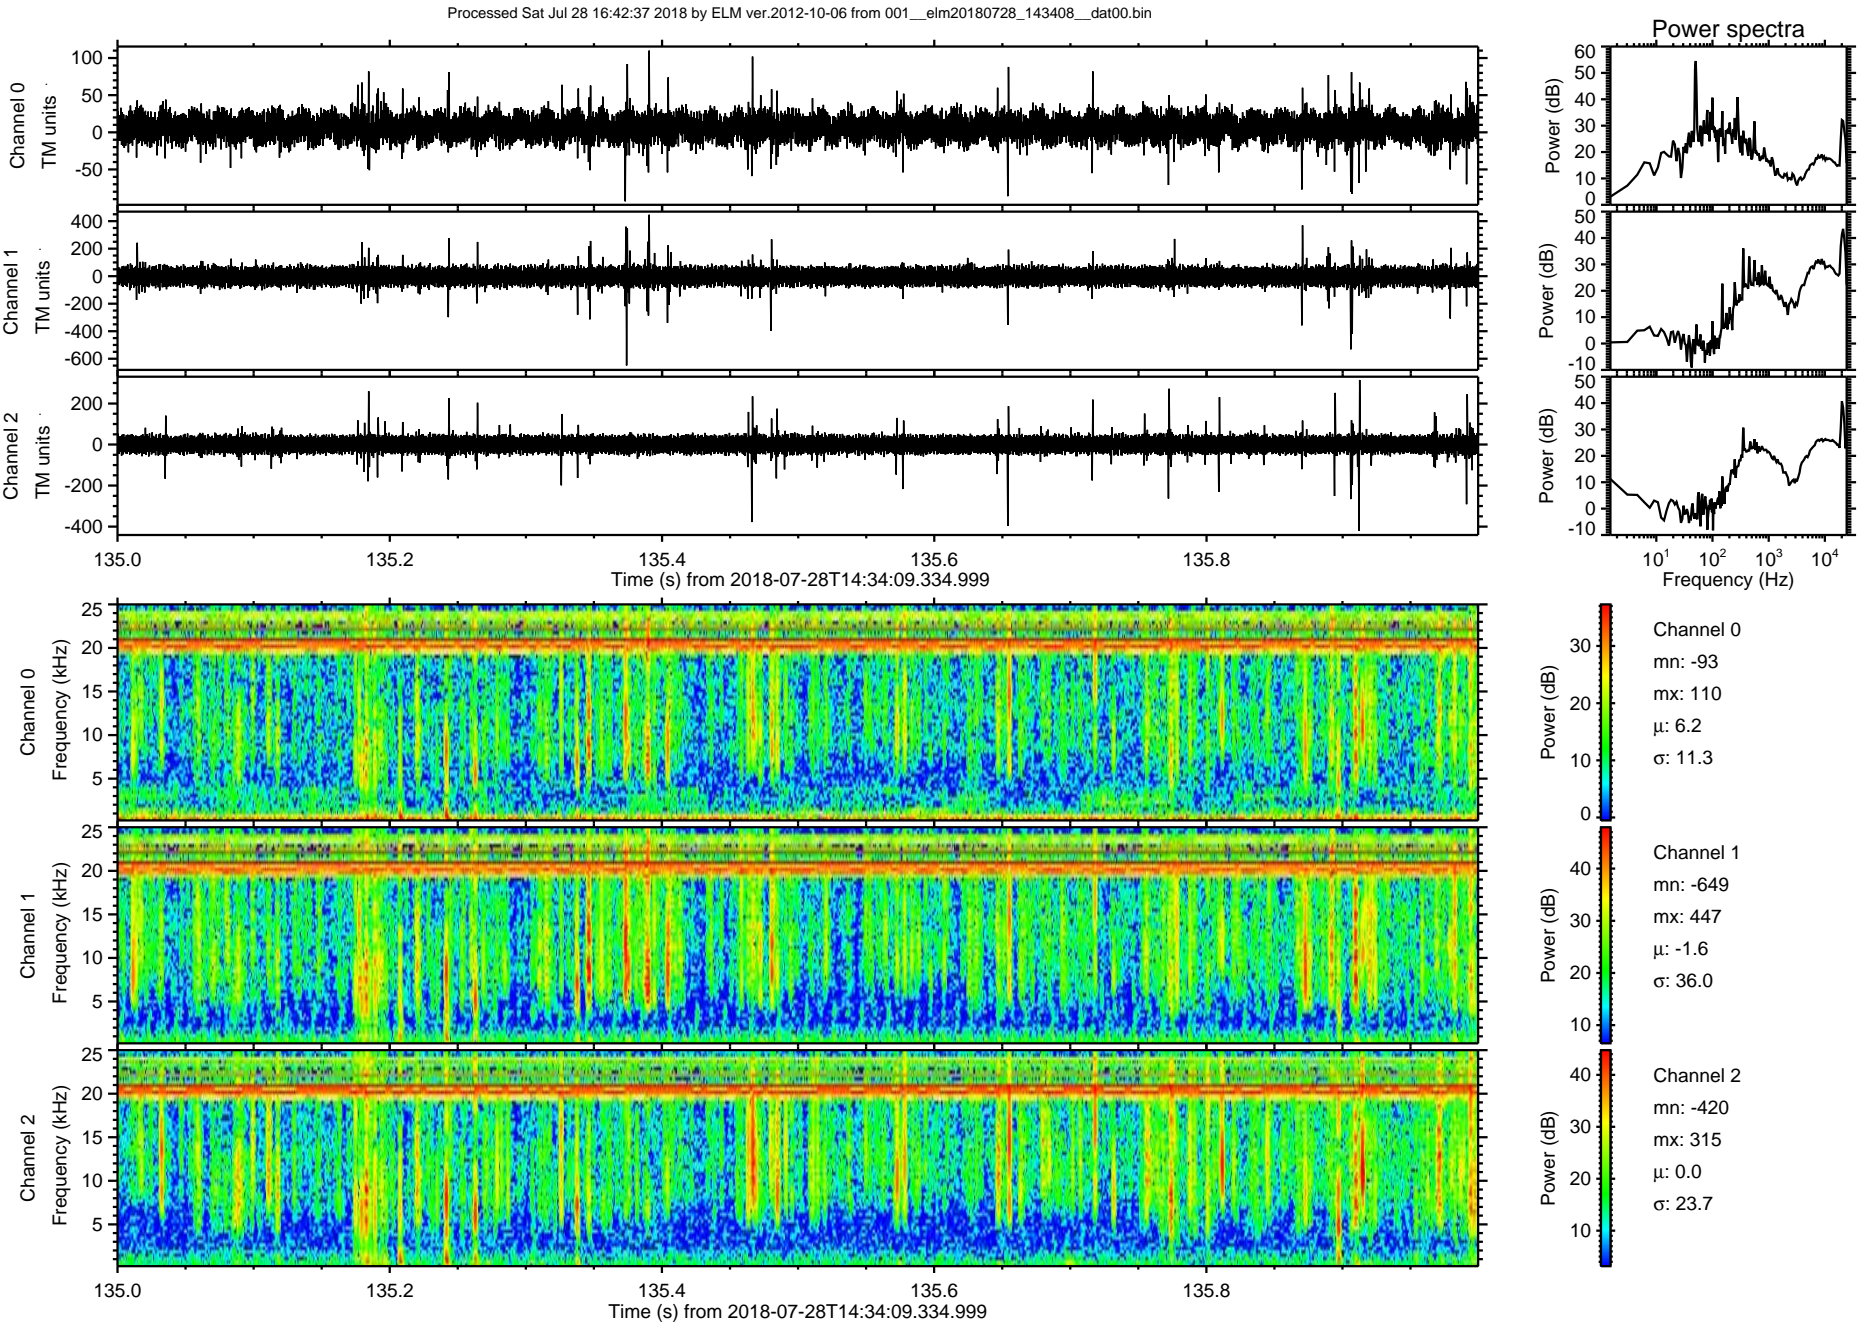 Processed Sat Jul 28 16:42:37 2018 by ELM ver.2012-10-06 from 001__elm20180728_143408__dat00.bin
Power spectra
Channel 0
TM units
100
50
0
-50
Power (dB)
60
50
40
30
20
10
0
Channel 1
TM units
400
200
0
-200
-400
-600
Power (dB)
50
40
30
20
10
0
-10
Channel 2
TM units
200
0
-200
-400
Power (dB)
50
40
30
20
10
0
-10
135.0 135.2 135.4 135.6 135.8
Time (s) from 2018-07-28T14:34:09.334.999
10¹ 10² 10³ 10⁴
Frequency (Hz)
Channel 0
Frequency (kHz)
25
20
15
10
5
Power (dB)
30
20
10
0
Channel 0
mn: -93
mx: 110
μ: 6.2
σ: 11.3
Channel 1
Frequency (kHz)
25
20
15
10
5
Power (dB)
40
30
20
10
Channel 1
mn: -649
mx: 447
μ: -1.6
σ: 36.0
Channel 2
Frequency (kHz)
25
20
15
10
5
Power (dB)
40
30
20
10
Channel 2
mn: -420
mx: 315
μ: 0.0
σ: 23.7
135.0 135.2 135.4 135.6 135.8
Time (s) from 2018-07-28T14:34:09.334.999